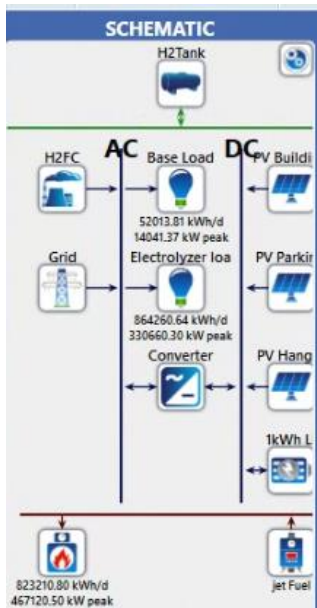 SCHEMATIC
H2Tank
AC
DC
H2FC
Base Load
PV Buildi
52013.81 kWh/d
14041.37 kW peak
Grid
Electrolyzer loa
PV Parkin
864260.64 kWh/d
330660.30 kW peak
Converter
PV Hang
1kWh L
823210.80 kWh/d
467120.50 kW peak
jet Fuel